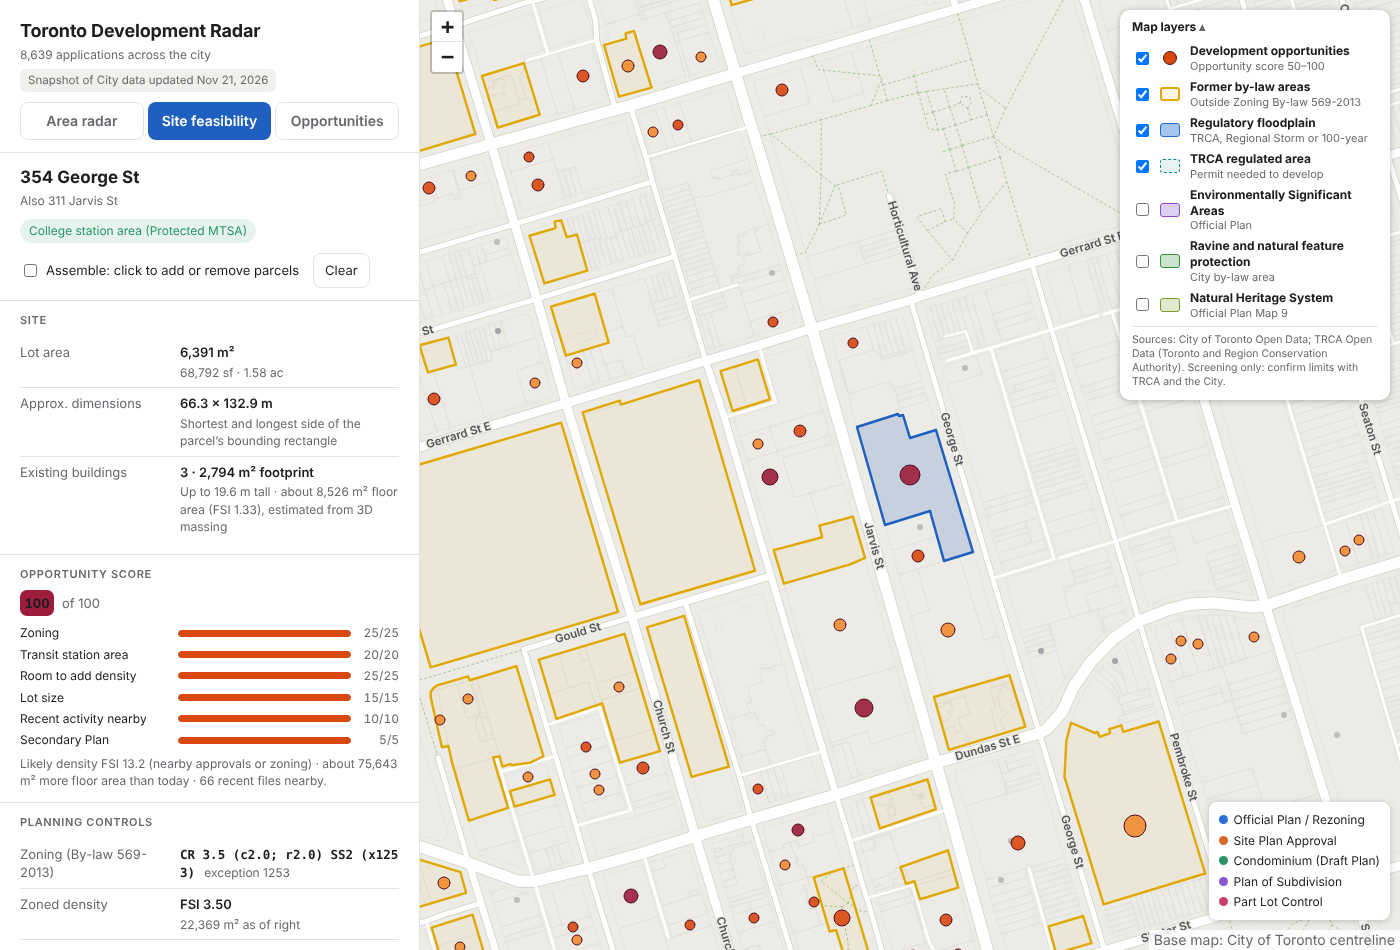 Toronto Development Radar
8,639 applications across the city
Snapshot of City data updated Nov 21, 2026
Area radar
Site feasibility
Opportunities
354 George St
Also 311 Jarvis St
College station area (Protected MTSA)
Assemble: click to add or remove parcels
Clear
SITE
Lot area
6,391 m²
68,792 sf · 1.58 ac
Approx. dimensions
66.3 × 132.9 m
Shortest and longest side of the
parcel's bounding rectangle
Existing buildings
3 · 2,794 m² footprint
Up to 19.6 m tall · about 8,526 m² floor
area (FSI 1.33), estimated from 3D
massing
OPPORTUNITY SCORE
100 of 100
Zoning 25/25
Transit station area 20/20
Room to add density 25/25
Lot size 15/15
Recent activity nearby 10/10
Secondary Plan 5/5
Likely density FSI 13.2 (nearby approvals or zoning) · about 75,643
m² more floor area than today · 66 recent files nearby.
PLANNING CONTROLS
Zoning (By-law 569-
2013)
CR 3.5 (c2.0; r2.0) SS2 (x125
3) exception 1253
Zoned density
FSI 3.50
22,369 m² as of right
+
−
Horticultural Ave
Gerrard St E
St
Gerrard St E
George St
Jarvis St
Seaton St
Gould St
Church St
Dundas St E
Pembroke St
George St
Church
St
Map layers ▴
Development opportunities
Opportunity score 50–100
Former by-law areas
Outside Zoning By-law 569-2013
Regulatory floodplain
TRCA, Regional Storm or 100-year
TRCA regulated area
Permit needed to develop
Environmentally Significant
Areas
Official Plan
Ravine and natural feature
protection
City by-law area
Natural Heritage System
Official Plan Map 9
Sources: City of Toronto Open Data; TRCA Open
Data (Toronto and Region Conservation
Authority). Screening only: confirm limits with
TRCA and the City.
Official Plan / Rezoning
Site Plan Approval
Condominium (Draft Plan)
Plan of Subdivision
Part Lot Control
Base map: City of Toronto centreline